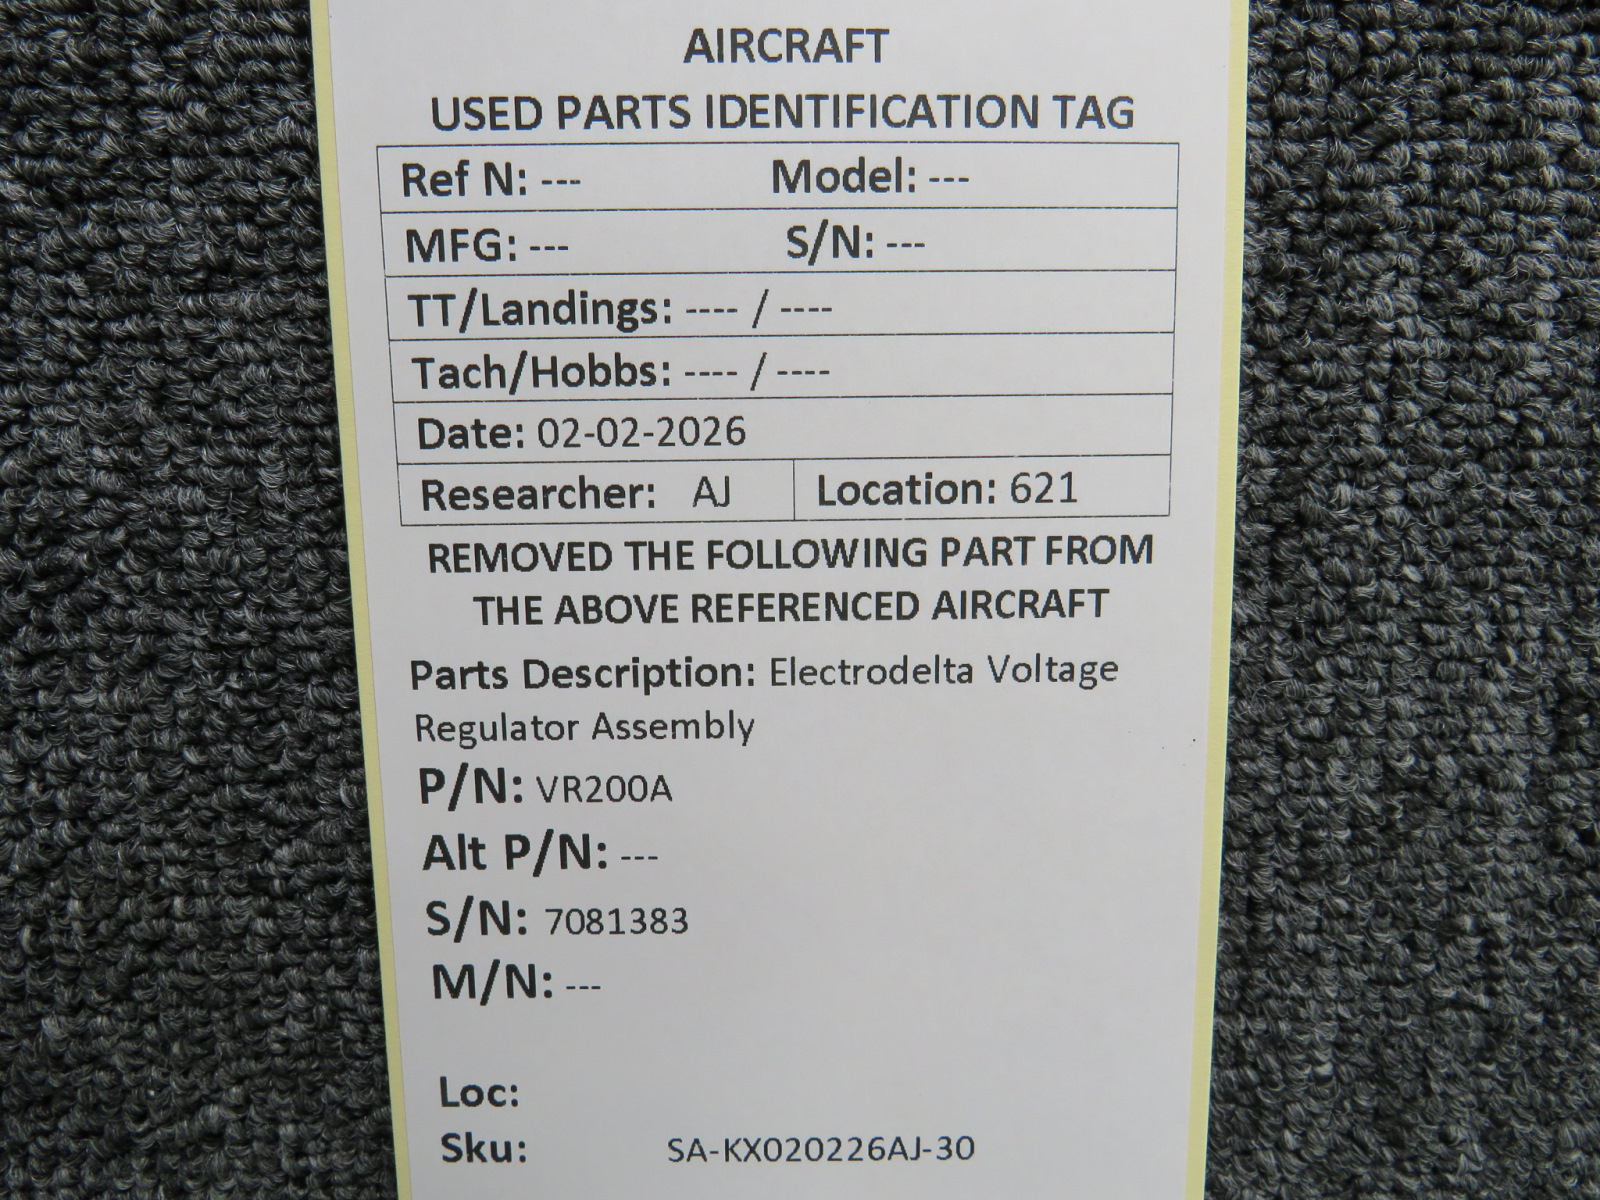 AIRCRAFT
USED PARTS IDENTIFICATION TAG
Ref N: --- Model: ---
MFG: --- S/N: ---
TT/Landings: ---- / ----
Tach/Hobbs: ---- / ----
Date: 02-02-2026
Researcher: AJ Location: 621
REMOVED THE FOLLOWING PART FROM
THE ABOVE REFERENCED AIRCRAFT
Parts Description: Electrodelta Voltage
Regulator Assembly
P/N: VR200A
Alt P/N: ---
S/N: 7081383
M/N: ---
Loc:
Sku: SA-KX020226AJ-30